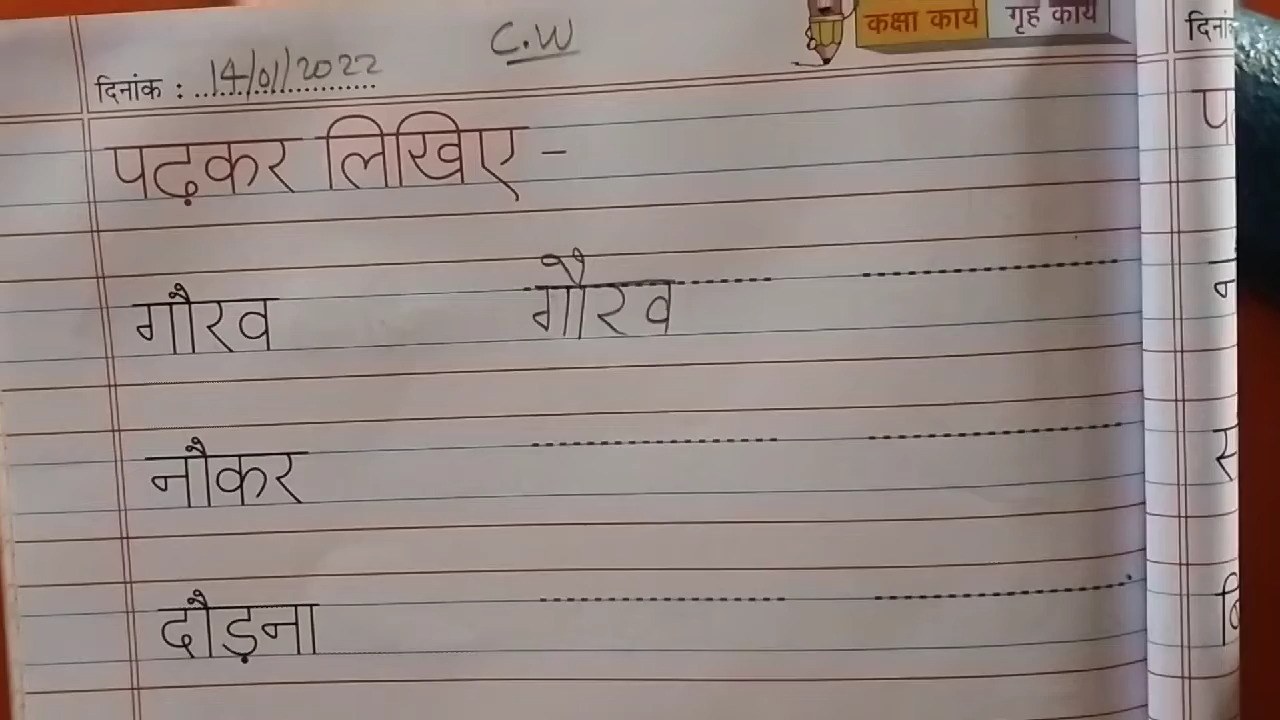 C.W कक्षा कार्य गृह कार्य
दिनांक : 14/01/2022
पढ़कर लिखिए -
गौरव गौरव
नौकर
दौड़ना